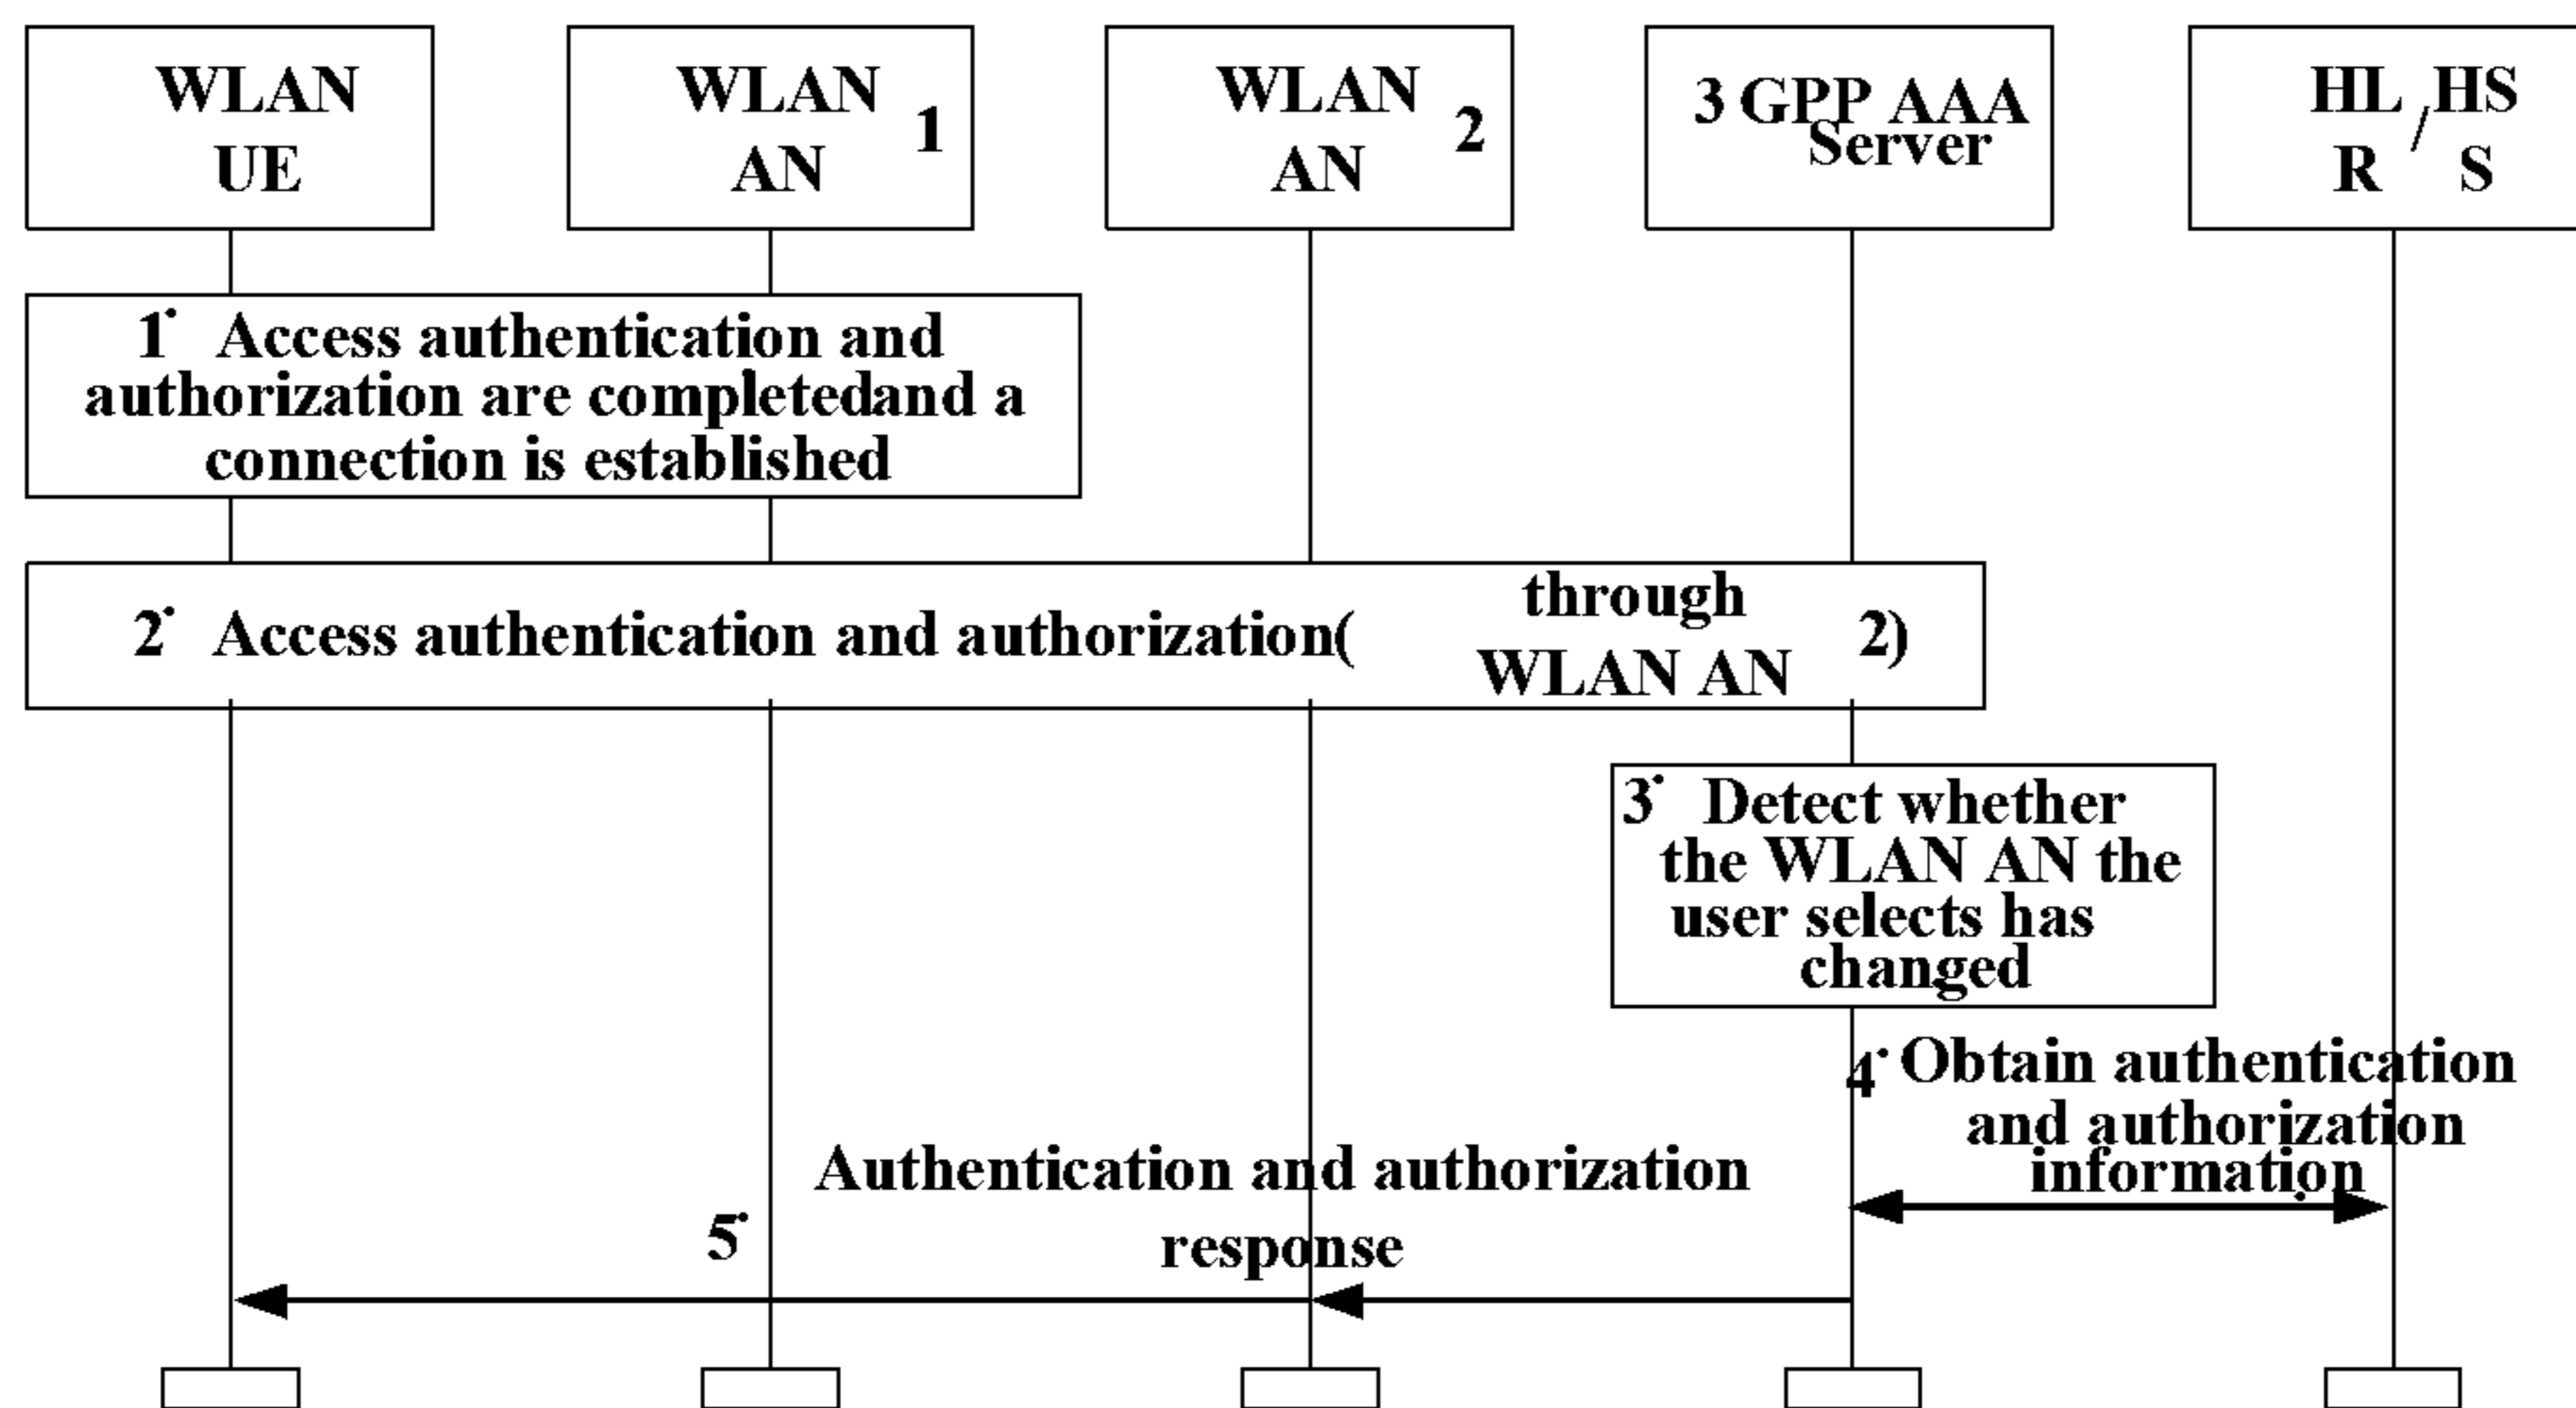 WLAN
UE
WLAN
AN 1
WLAN
AN 2
3 GPP AAA
Server
HL / HS
R S
1. Access authentication and
authorization are completedand a
connection is established
2. Access authentication and authorization( through
WLAN AN 2)
3. Detect whether
the WLAN AN the
user selects has
changed
4. Obtain authentication
and authorization
information
5. Authentication and authorization
response